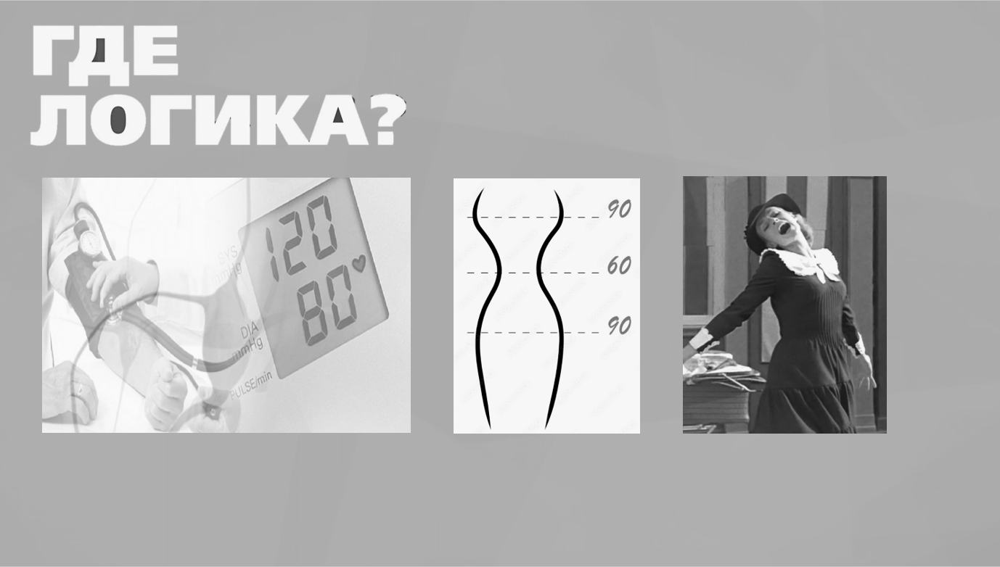 ГДЕ
ЛОГИКА?
SYS
mmHg
120
80
DIA
mmHg
PULSE/min
90
60
90